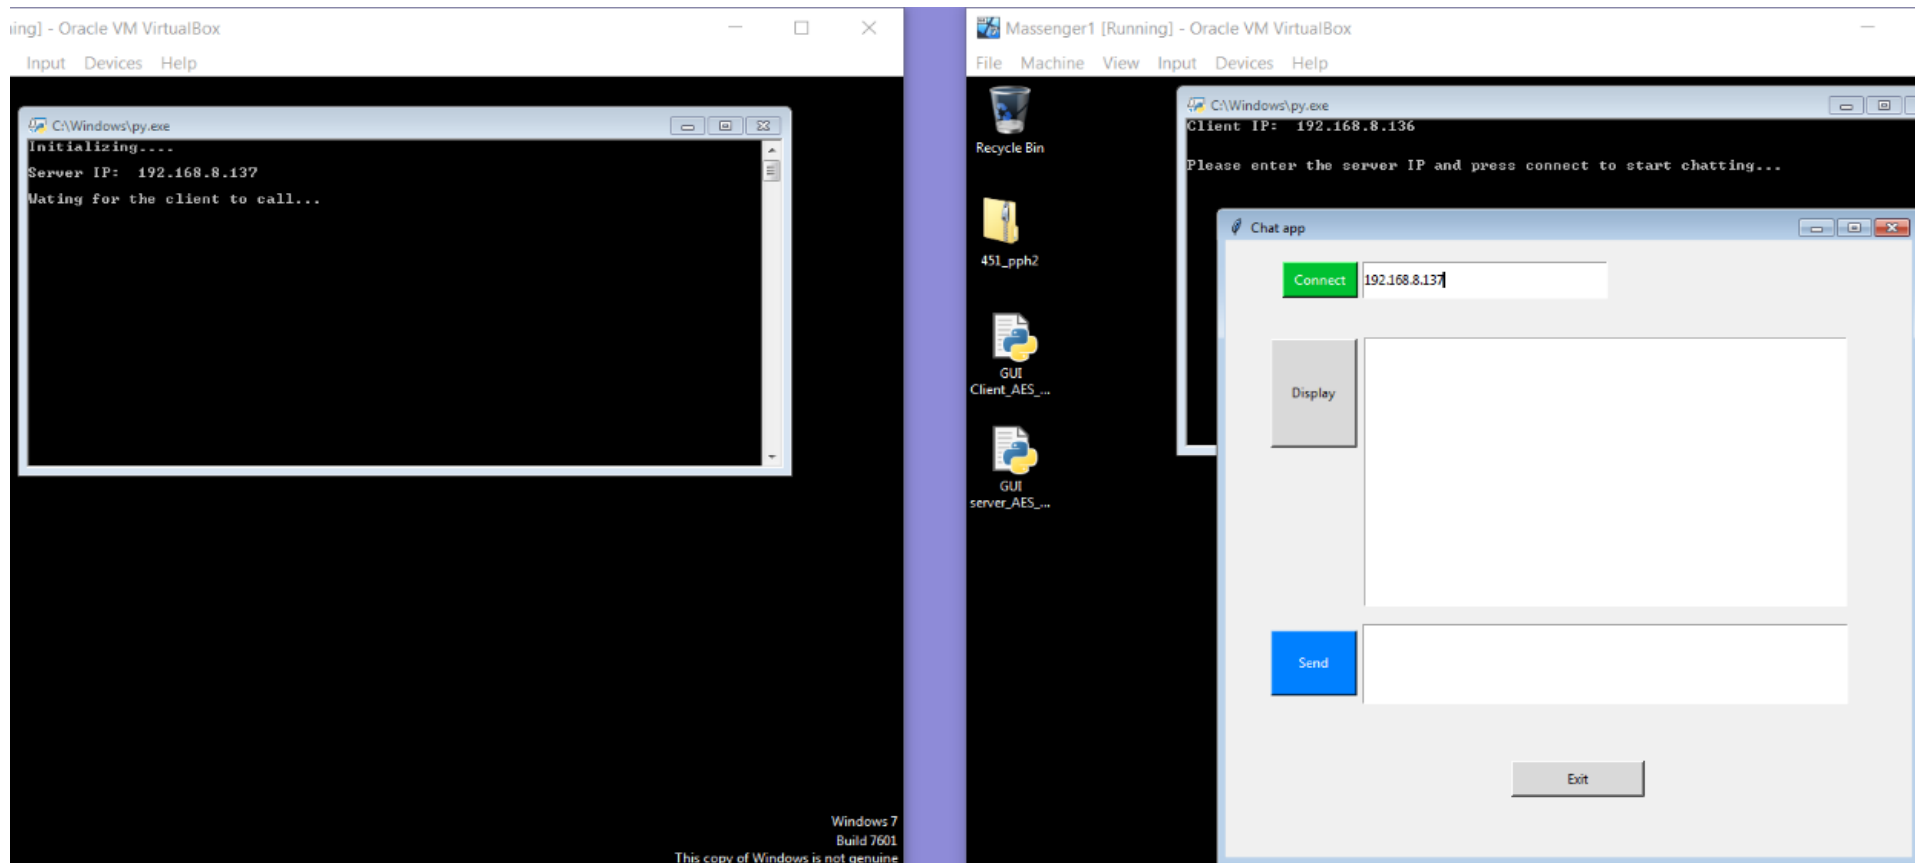 ing] - Oracle VM VirtualBox
Input Devices Help
C:\Windows\py.exe
Initializing....
Server IP: 192.168.8.137
Wating for the client to call...
Windows 7
Build 7601
This copy of Windows is not genuine
Massenger1 [Running] - Oracle VM VirtualBox
File Machine View Input Devices Help
Recycle Bin
451_pph2
GUI
Client_AES_...
GUI
server_AES_...
C:\Windows\py.exe
Client IP: 192.168.8.136
Please enter the server IP and press connect to start chatting...
Chat app
Connect 192.168.8.137
Display
Send
Exit